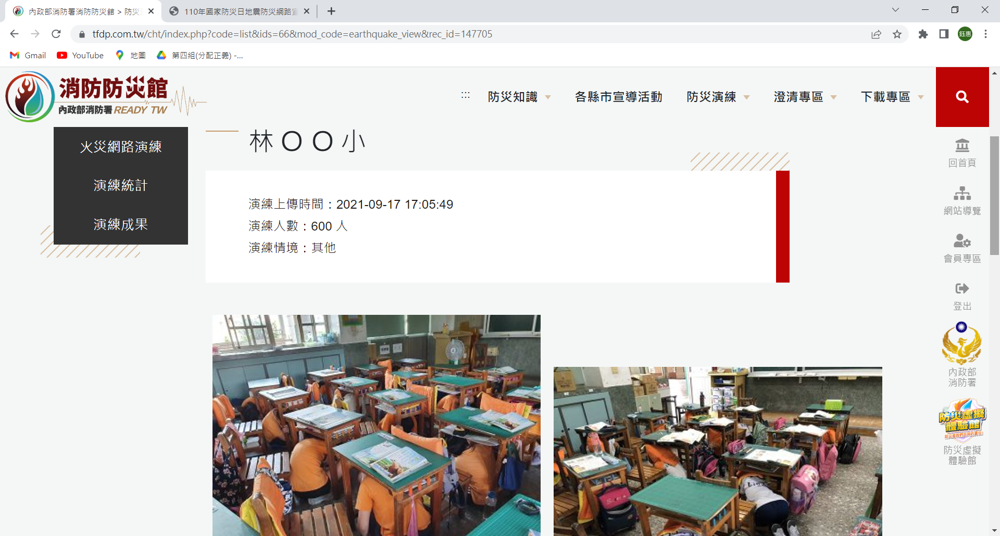 內政部消防署消防防災館 > 防災
110年國家防災日地震防災網路宣
tfdp.com.tw/cht/index.php?code=list&ids=66&mod_code=earthquake_view&rec_id=147705
鈺惠
Gmail
YouTube
地圖
第四組(分配正義) -...
消防防災館
內政部消防署 READY TW
:::
防災知識
各縣市宣導活動
防災演練
澄清專區
下載專區
火災網路演練
演練統計
演練成果
林ＯＯ小
演練上傳時間：2021-09-17 17:05:49
演練人數：600 人
演練情境：其他
回首頁
網站導覽
會員專區
登出
內政部
消防署
防災虛擬
體驗館
防災虛擬
體驗館